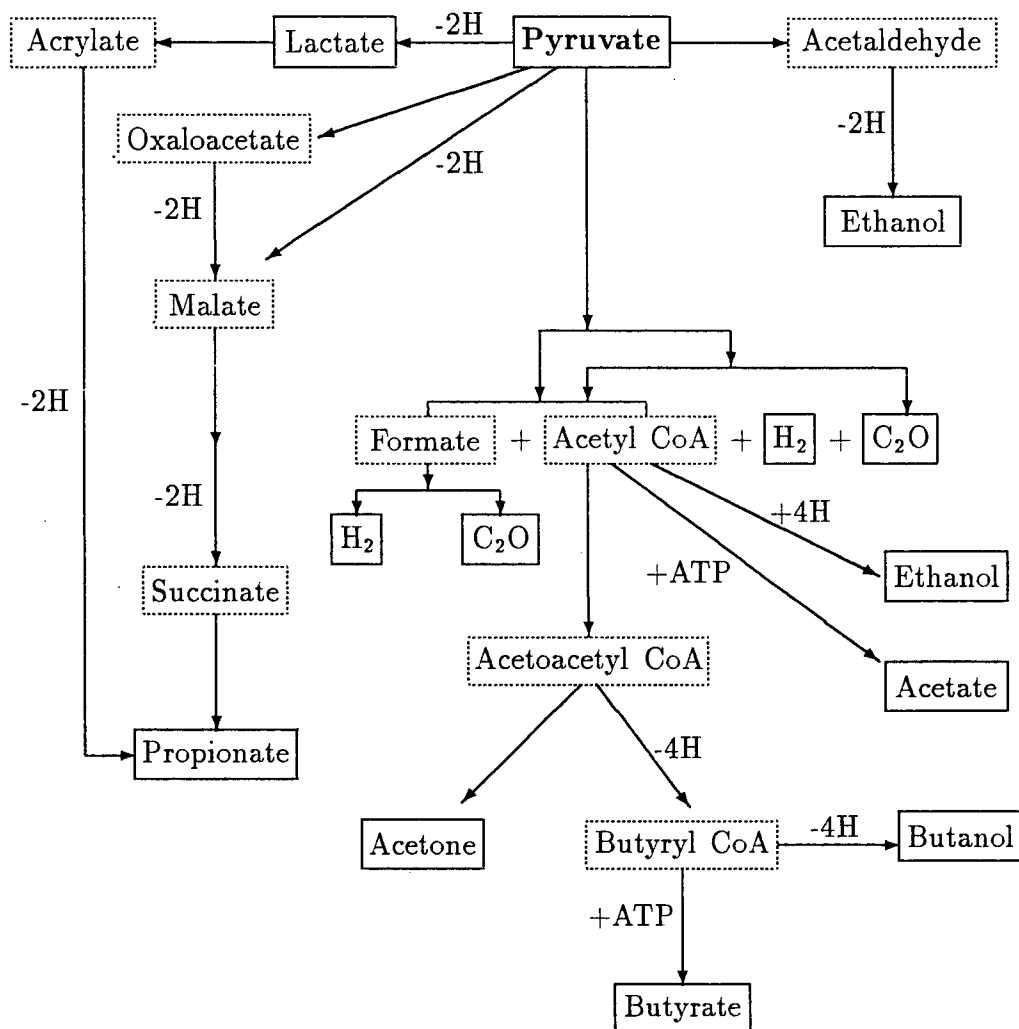 Acrylate
Lactate
-2H
Pyruvate
Acetaldehyde
Oxaloacetate
-2H
-2H
-2H
Ethanol
Malate
-2H
Formate + Acetyl CoA + H₂ + C₂O
-2H
H₂
C₂O
+4H
Ethanol
+ATP
Succinate
Acetoacetyl CoA
Acetate
Propionate
-4H
Acetone
Butyryl CoA
-4H
Butanol
+ATP
Butyrate